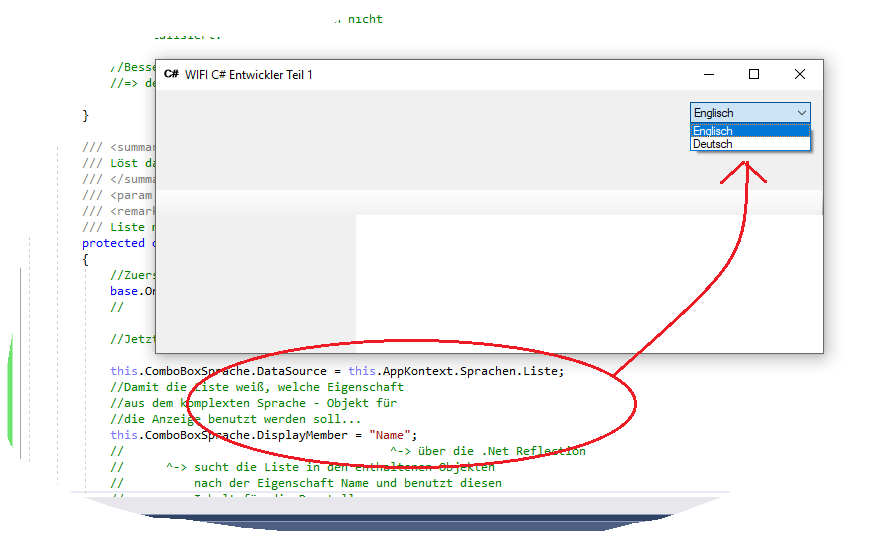 nicht
//Besse
//=> de
}
/// <summar
/// Löst da
/// </summa
/// <param
/// <remark
/// Liste n
protected
{
//Zuers
base.On
//
//Jetzt
this.ComboBoxSprache.DataSource = this.AppKontext.Sprachen.Liste;
//Damit die Liste weiß, welche Eigenschaft
//aus dem komplexten Sprache - Objekt für
//die Anzeige benutzt werden soll...
this.ComboBoxSprache.DisplayMember = "Name";
// ^-> über die .Net Reflection
// ^-> sucht die Liste in den enthaltenen Objekten
// nach der Eigenschaft Name und benutzt diesen
C# WIFI C# Entwickler Teil 1
Englisch
Englisch
Deutsch